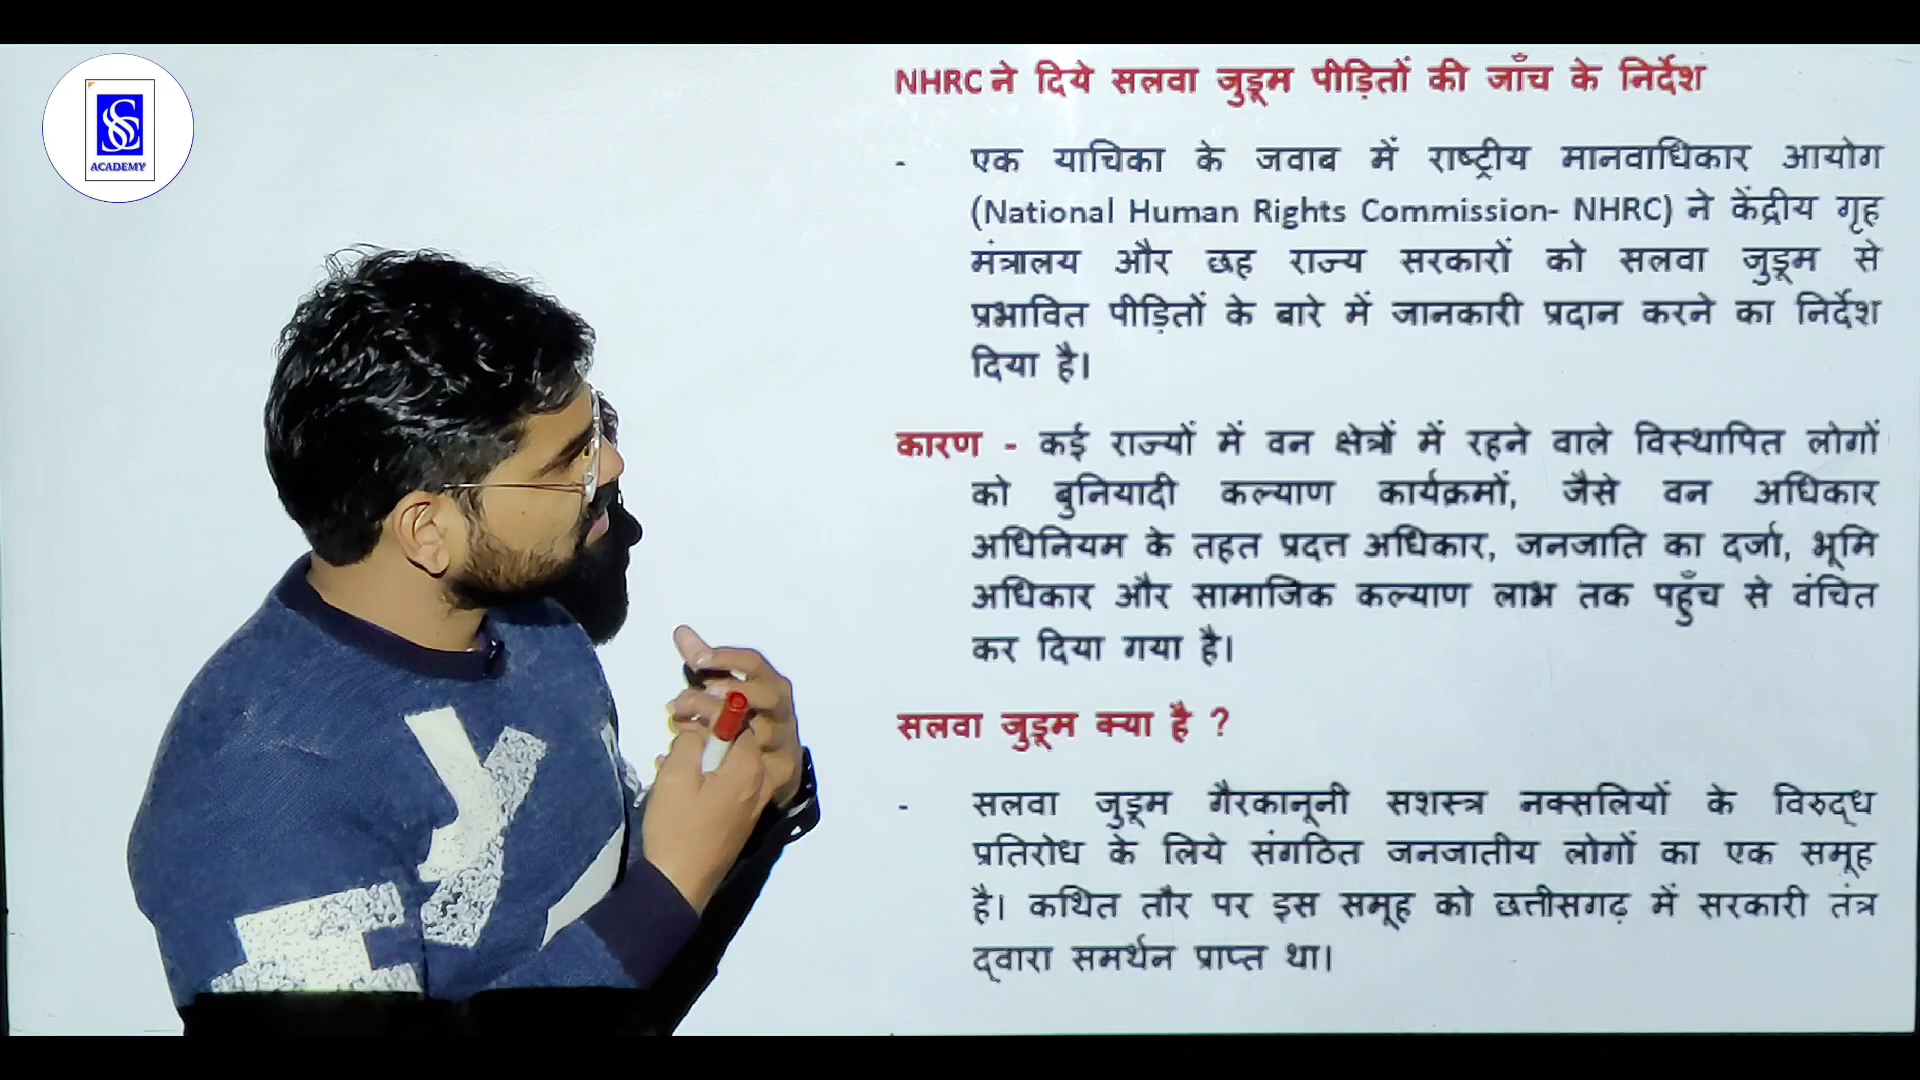 ACADEMY
NHRC ने दिये सलवा जुडूम पीड़ितों की जाँच के निर्देश
- एक याचिका के जवाब में राष्ट्रीय मानवाधिकार आयोग
(National Human Rights Commission- NHRC) ने केंद्रीय गृह
मंत्रालय और छह राज्य सरकारों को सलवा जुडूम से
प्रभावित पीड़ितों के बारे में जानकारी प्रदान करने का निर्देश
दिया है।
कारण - कई राज्यों में वन क्षेत्रों में रहने वाले विस्थापित लोगों
को बुनियादी कल्याण कार्यक्रमों, जैसे वन अधिकार
अधिनियम के तहत प्रदत्त अधिकार, जनजाति का दर्जा, भूमि
अधिकार और सामाजिक कल्याण लाभ तक पहुँच से वंचित
कर दिया गया है।
सलवा जुडूम क्या है ?
- सलवा जुडूम गैरकानूनी सशस्त्र नक्सलियों के विरुद्ध
प्रतिरोध के लिये संगठित जनजातीय लोगों का एक समूह
है। कथित तौर पर इस समूह को छत्तीसगढ़ में सरकारी तंत्र
द्वारा समर्थन प्राप्त था।